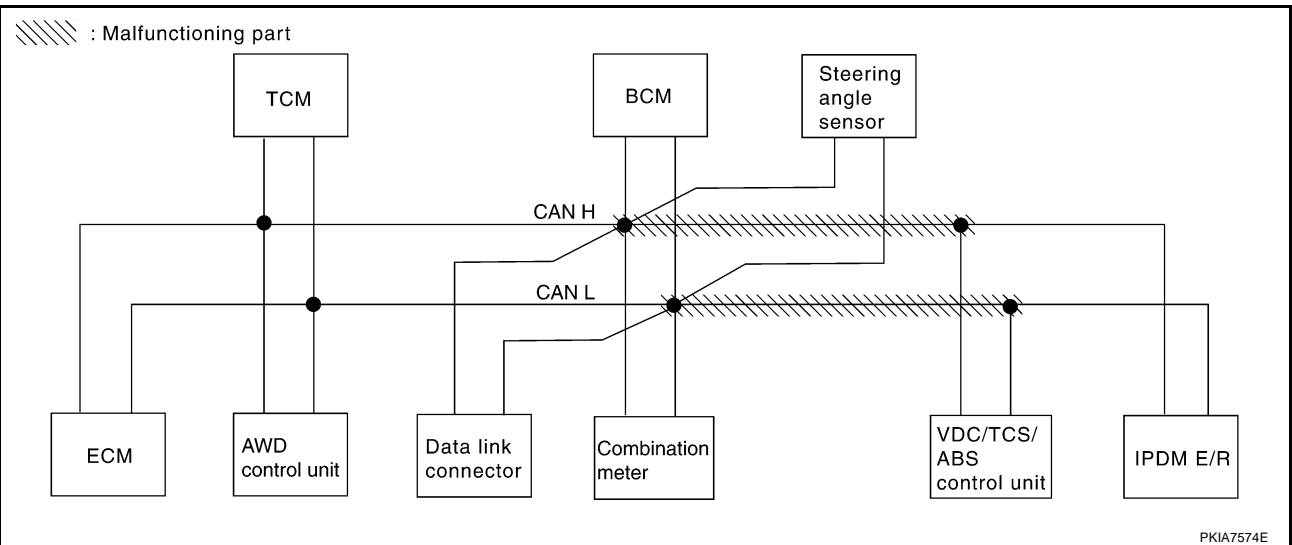 : Malfunctioning part
TCM
BCM
Steering
angle
sensor
CAN H
CAN L
ECM
AWD
control unit
Data link
connector
Combination
meter
VDC/TCS/
ABS
control unit
IPDM E/R
PKIA7574E